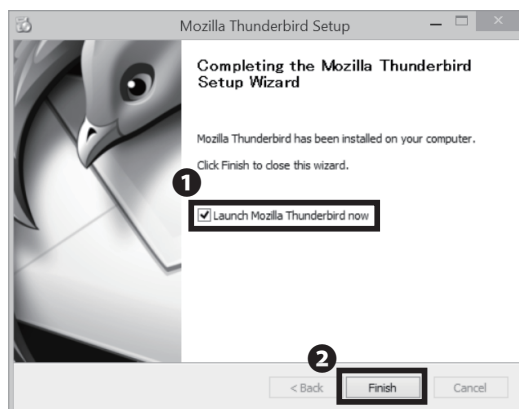 Mozilla Thunderbird Setup
Completing the Mozilla Thunderbird
Setup Wizard
Mozilla Thunderbird has been installed on your computer.
Click Finish to close this wizard.
1
Launch Mozilla Thunderbird now
2
< Back Finish Cancel